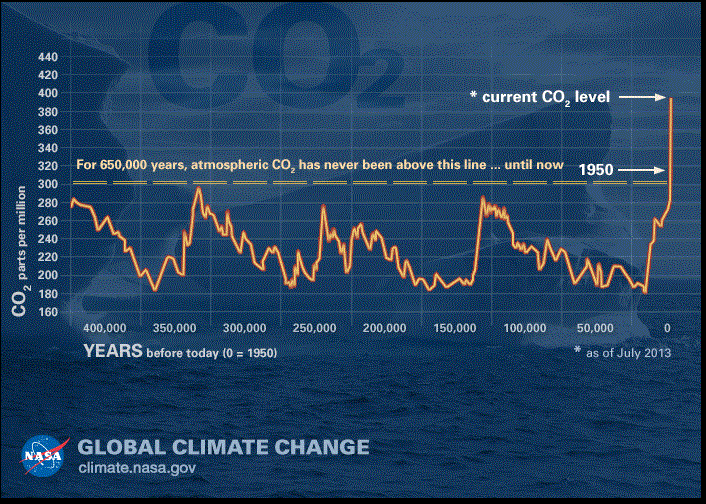 CO2
440
420
400
380
360
340
320
300
280
260
240
220
200
180
160
CO2 parts per million
* current CO2 level
For 650,000 years, atmospheric CO2 has never been above this line ... until now
1950
400,000 350,000 300,000 250,000 200,000 150,000 100,000 50,000 0
YEARS before today (0 = 1950)
* as of July 2013
NASA
GLOBAL CLIMATE CHANGE
climate.nasa.gov